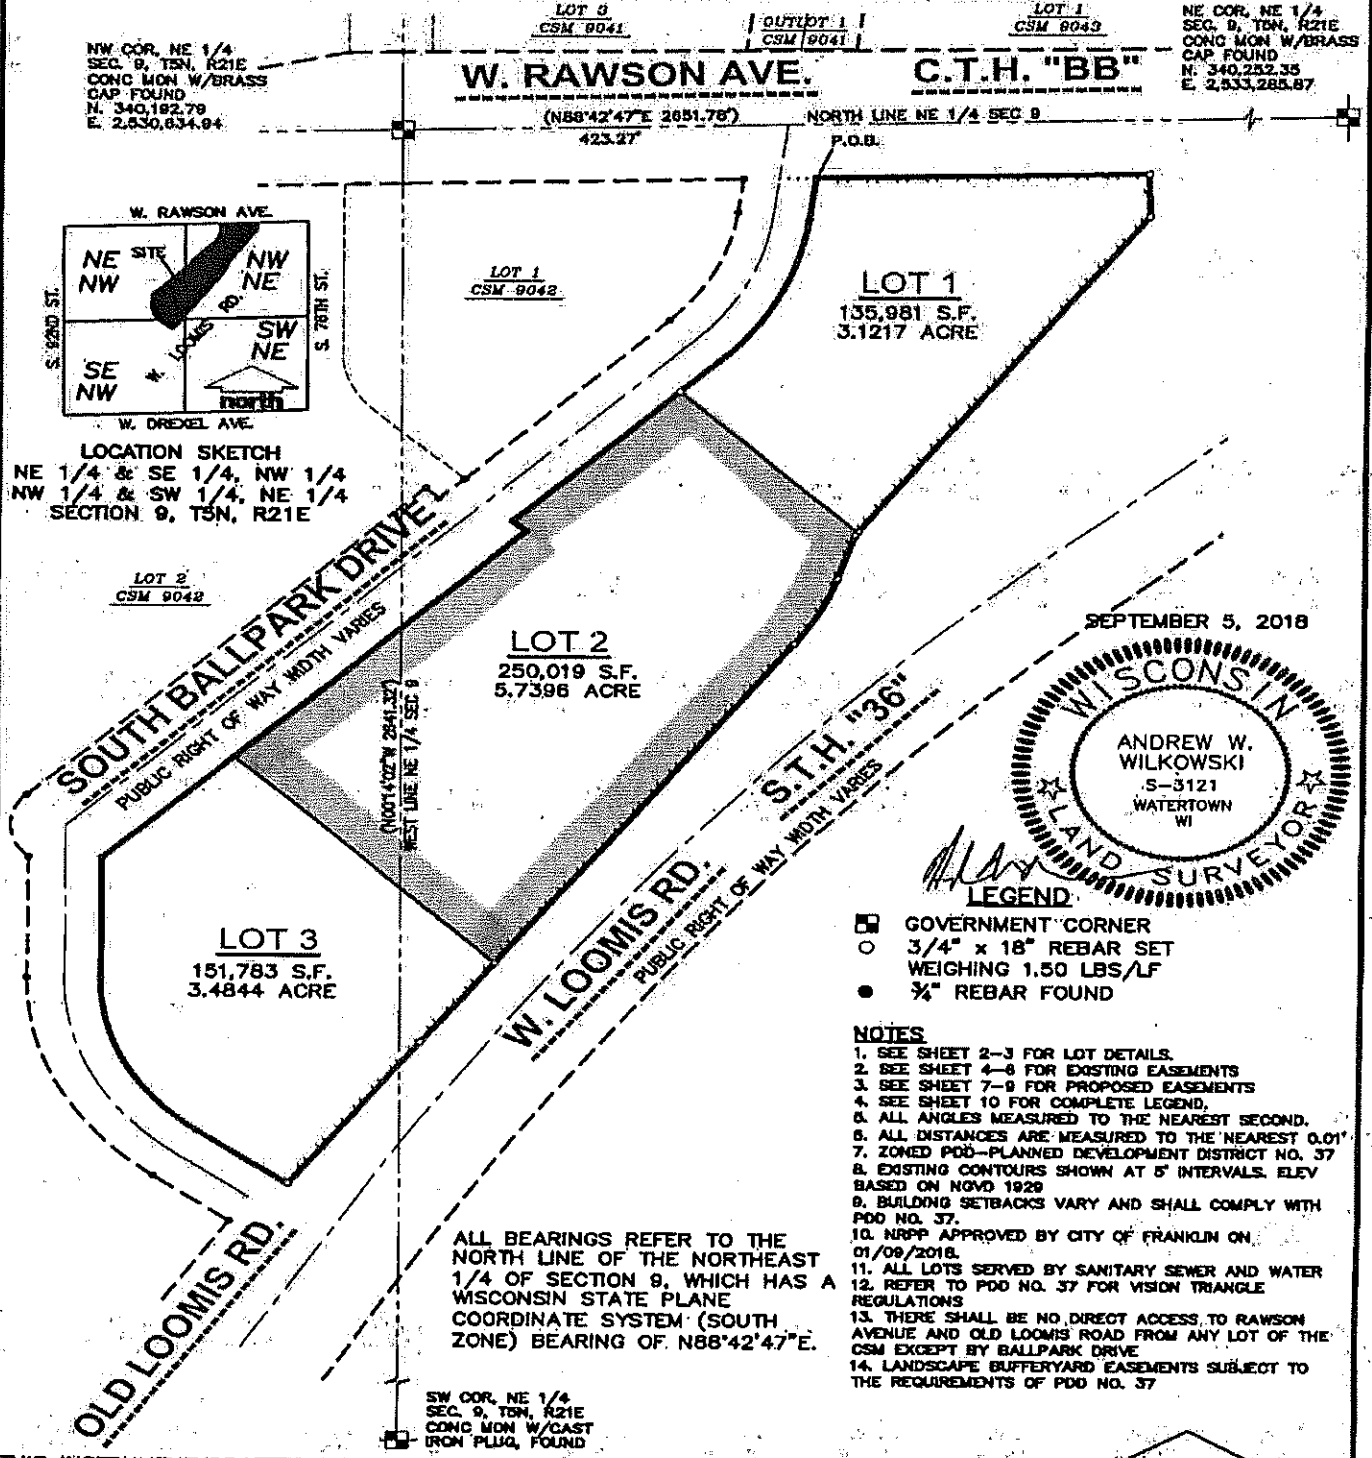 LOT 3
CSM 9041
OUTLOT 1
CSM 9041
LOT 1
CSM 9043
NW COR, NE 1/4
SEC. 9, T5N, R21E
CONC MON W/BRASS
CAP FOUND
N. 340,192.79
E. 2,530,634.94
NE COR, NE 1/4
SEC. 9, T5N, R21E
CONC MON W/BRASS
CAP FOUND
N. 340,252.35
E. 2,533,285.87
W. RAWSON AVE. C.T.H. "BB"
(N88°42'47"E 2651.78') NORTH LINE NE 1/4 SEC 9
423.27'
P.O.B.
W. RAWSON AVE.
NE
NW
SITE
NW
NE
S. 92ND ST.
S. 76TH ST.
W. LOOMIS RD.
SW
NE
SE
NW
north
W. DREXEL AVE.
LOCATION SKETCH
NE 1/4 & SE 1/4, NW 1/4
NW 1/4 & SW 1/4, NE 1/4
SECTION 9, T5N, R21E
LOT 1
CSM 9042
LOT 1
135,981 S.F.
3.1217 ACRE
LOT 2
CSM 9042
SOUTH BALLPARK DRIVE
PUBLIC RIGHT OF WAY WIDTH VARIES
LOT 2
250,019 S.F.
5.7396 ACRE
(N00°14'02"W 2641.32')
WEST LINE NE 1/4 SEC 9
SEPTEMBER 5, 2018
WISCONSIN
ANDREW W.
WILKOWSKI
S-3121
WATERTOWN
WI
LAND SURVEYOR
S.T.H. "36"
W. LOOMIS RD.
PUBLIC RIGHT OF WAY WIDTH VARIES
LOT 3
151,783 S.F.
3.4844 ACRE
LEGEND
GOVERNMENT CORNER
3/4" x 18" REBAR SET
WEIGHING 1.50 LBS/LF
¾" REBAR FOUND
NOTES
1. SEE SHEET 2-3 FOR LOT DETAILS.
2. SEE SHEET 4-6 FOR EXISTING EASEMENTS
3. SEE SHEET 7-9 FOR PROPOSED EASEMENTS
4. SEE SHEET 10 FOR COMPLETE LEGEND.
5. ALL ANGLES MEASURED TO THE NEAREST SECOND.
6. ALL DISTANCES ARE MEASURED TO THE NEAREST 0.01'
7. ZONED PDD-PLANNED DEVELOPMENT DISTRICT NO. 37
8. EXISTING CONTOURS SHOWN AT 5' INTERVALS. ELEV
BASED ON NGVD 1929
9. BUILDING SETBACKS VARY AND SHALL COMPLY WITH
PDD NO. 37.
10. NRPP APPROVED BY CITY OF FRANKLIN ON
01/09/2018.
11. ALL LOTS SERVED BY SANITARY SEWER AND WATER
12. REFER TO PDD NO. 37 FOR VISION TRIANGLE
REGULATIONS
13. THERE SHALL BE NO DIRECT ACCESS TO RAWSON
AVENUE AND OLD LOOMIS ROAD FROM ANY LOT OF THE
CSM EXCEPT BY BALLPARK DRIVE
14. LANDSCAPE BUFFERYARD EASEMENTS SUBJECT TO
THE REQUIREMENTS OF PDD NO. 37
OLD LOOMIS RD.
ALL BEARINGS REFER TO THE
NORTH LINE OF THE NORTHEAST
1/4 OF SECTION 9, WHICH HAS A
WISCONSIN STATE PLANE
COORDINATE SYSTEM (SOUTH
ZONE) BEARING OF N88°42'47"E.
SW COR, NE 1/4
SEC. 9, T5N, R21E
CONC MON W/CAST
IRON PLUG, FOUND